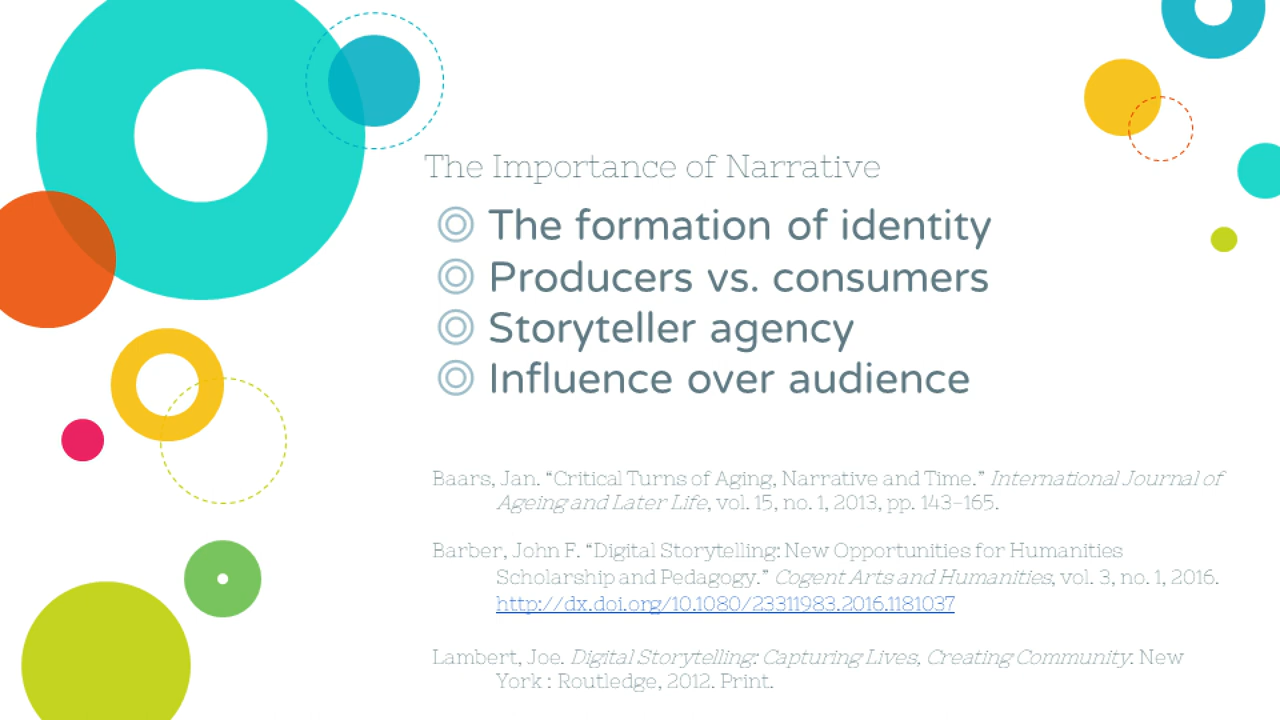 The Importance of Narrative
The formation of identity
Producers vs. consumers
Storyteller agency
Influence over audience
Baars, Jan. “Critical Turns of Aging, Narrative and Time.” International Journal of
Ageing and Later Life, vol. 15, no. 1, 2013, pp. 143–165.
Barber, John F. “Digital Storytelling: New Opportunities for Humanities
Scholarship and Pedagogy.” Cogent Arts and Humanities, vol. 3, no. 1, 2016.
http://dx.doi.org/10.1080/23311983.2016.1181037
Lambert, Joe. Digital Storytelling: Capturing Lives, Creating Community. New
York : Routledge, 2012. Print.